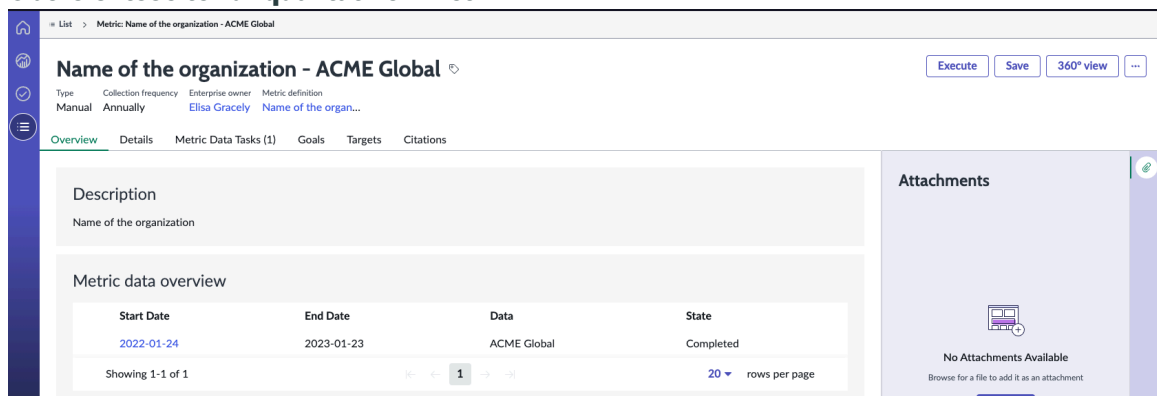 List > Metric: Name of the organization - ACME Global
Name of the organization - ACME Global
Execute Save 360° view ...
Type Collection frequency Enterprise owner Metric definition
Manual Annually Elisa Gracely Name of the organ...
Overview Details Metric Data Tasks (1) Goals Targets Citations
Attachments
Description
Name of the organization
Metric data overview
Start Date End Date Data State
2022-01-24 2023-01-23 ACME Global Completed
Showing 1-1 of 1 1 20 rows per page
No Attachments Available
Browse for a file to add it as an attachment